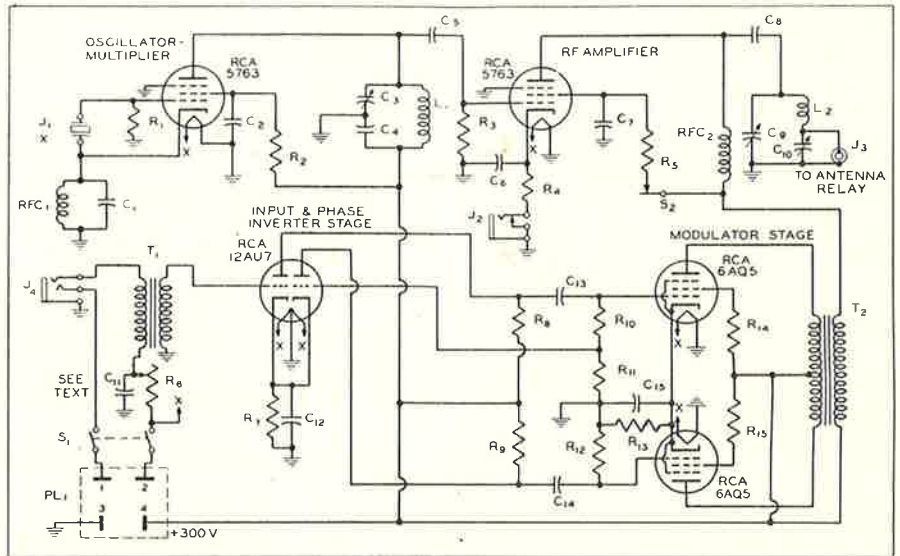 OSCILLATOR-
MULTIPLIER
RCA
5763
C5
RCA
5763
RF AMPLIFIER
C8
J1
X
R1
X
C2
R2
C3
C4
L1
R3
C6
X
R4
C7
R5
RFC2
C9
L2
C10
J3
TO ANTENNA
RELAY
RFC1
C1
J2
S2
INPUT & PHASE
INVERTER STAGE
RCA
12AU7
MODULATOR STAGE
RCA
6AQ5
J4
T1
C13
R8
R10
X
R14
T2
X
X
SEE
TEXT
C11
R6
X
R11
C15
S1
R7
C12
R9
R12
R13
X
R15
PL1
1
2
3
4
C14
RCA
6AQ5
+300V